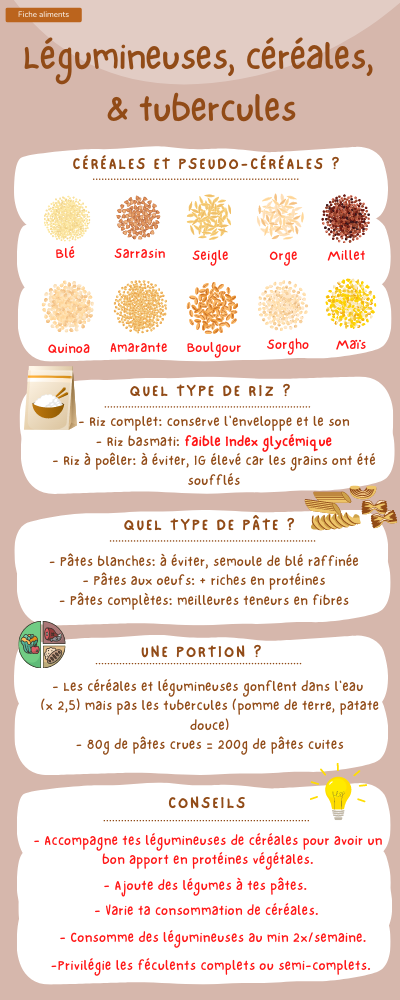 Fiche aliments
Légumineuses, céréales,
& tubercules
CÉRÉALES ET PSEUDO-CÉRÉALES ?
Blé
Sarrasin
Seigle
Orge
Millet
Quinoa
Amarante
Boulgour
Sorgho
Maïs
QUEL TYPE DE RIZ ?
- Riz complet: conserve l'enveloppe et le son
- Riz basmati: faible Index glycémique
- Riz à poêler: à éviter, IG élevé car les grains ont été
soufflés
QUEL TYPE DE PÂTE ?
- Pâtes blanches: à éviter, semoule de blé raffinée
- Pâtes aux oeufs: + riches en protéines
- Pâtes complètes: meilleures teneurs en fibres
UNE PORTION ?
- Les céréales et légumineuses gonflent dans l'eau
(x 2,5) mais pas les tubercules (pomme de terre, patate
douce)
- 80g de pâtes crues = 200g de pâtes cuites
CONSEILS
- Accompagne tes légumineuses de céréales pour avoir un
bon apport en protéines végétales.
- Ajoute des légumes à tes pâtes.
- Varie ta consommation de céréales.
- Consomme des légumineuses au min 2x/semaine.
-Privilégie les féculents complets ou semi-complets.